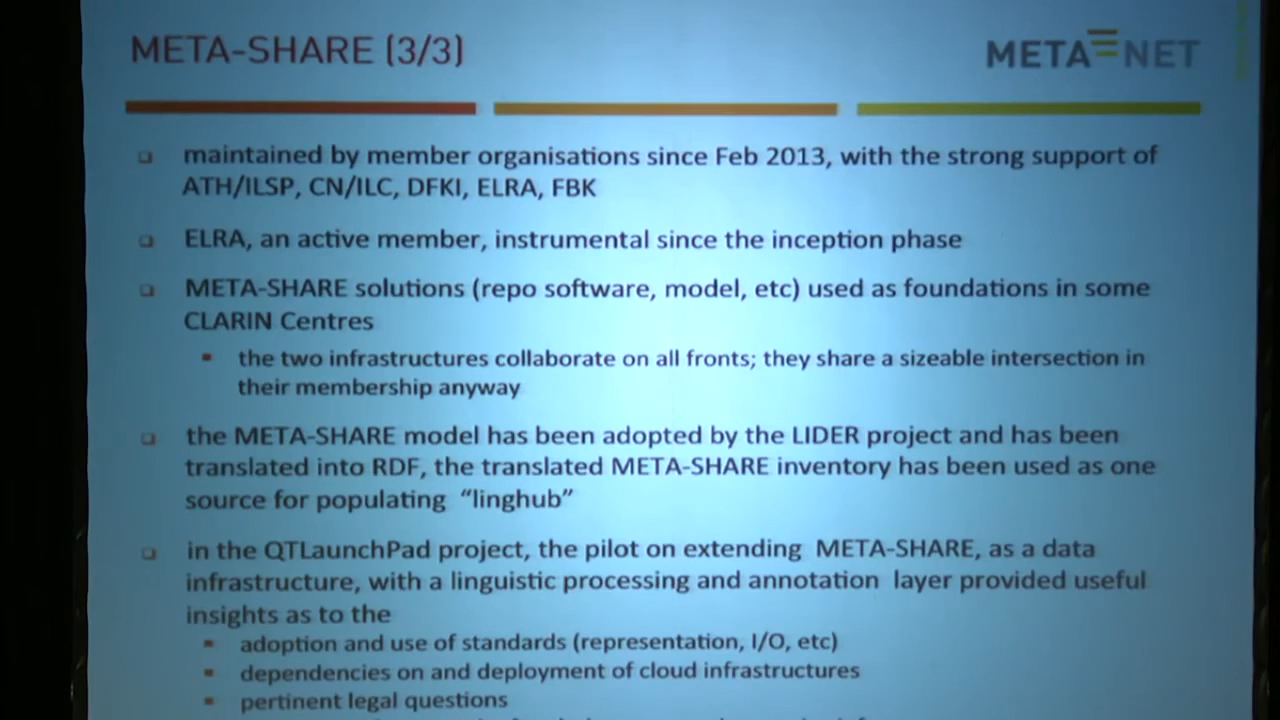 META-SHARE (3/3)
META NET
maintained by member organisations since Feb 2013, with the strong support of
ATH/ILSP, CN/ILC, DFKI, ELRA, FBK
ELRA, an active member, instrumental since the inception phase
META-SHARE solutions (repo software, model, etc) used as foundations in some
CLARIN Centres
the two infrastructures collaborate on all fronts; they share a sizeable intersection in
their membership anyway
the META-SHARE model has been adopted by the LIDER project and has been
translated into RDF, the translated META-SHARE inventory has been used as one
source for populating “linghub”
in the QTLaunchPad project, the pilot on extending META-SHARE, as a data
infrastructure, with a linguistic processing and annotation layer provided useful
insights as to the
adoption and use of standards (representation, I/O, etc)
dependencies on and deployment of cloud infrastructures
pertinent legal questions